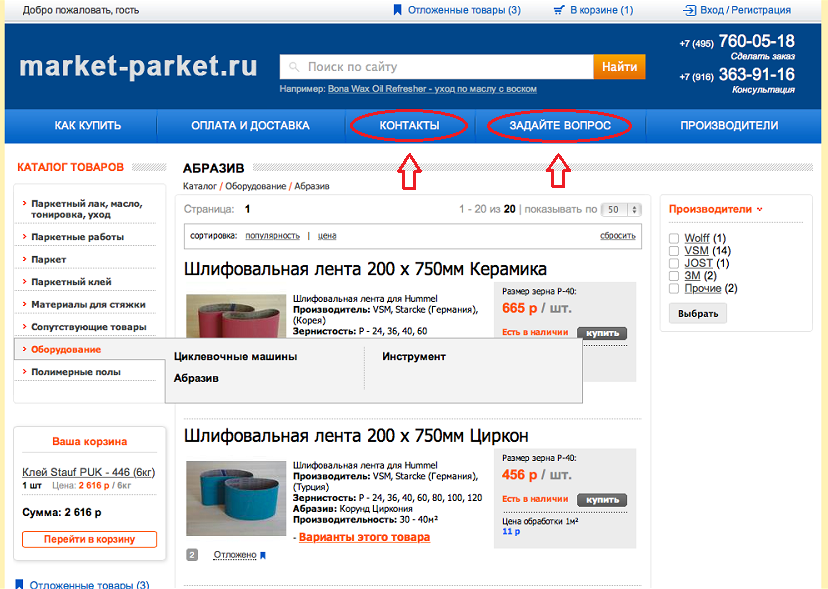 Добро пожаловать, гость
Отложенные товары (3)
В корзине (1)
Вход / Регистрация
market-parket.ru
Поиск по сайту
Найти
Например: Bona Wax Oil Refresher - уход по маслу с воском
+7 (495) 760-05-18
Сделать заказ
+7 (916) 363-91-16
Консультация
КАК КУПИТЬ
ОПЛАТА И ДОСТАВКА
КОНТАКТЫ
ЗАДАЙТЕ ВОПРОС
ПРОИЗВОДИТЕЛИ
КАТАЛОГ ТОВАРОВ
Паркетный лак, масло,
тонировка, уход
Паркетные работы
Паркет
Паркетный клей
Материалы для стяжки
Сопутствующие товары
Оборудование
Полимерные полы
Циклевочные машины
Инструмент
Абразив
Ваша корзина
Клей Stauf PUK - 446 (6кг)
1 шт Цена: 2 616 р / 6кг
Сумма: 2 616 р
Перейти в корзину
Отложенные товары (3)
АБРАЗИВ
Каталог / Оборудование / Абразив
Страница: 1
1 - 20 из 20 | показывать по 50
сортировка: популярность | цена
сбросить
Шлифовальная лента 200 х 750мм Керамика
Шлифовальная лента для Hummel
Производитель: VSM, Starcke (Германия),
(Корея)
Зернистость: Р - 24, 36, 40, 60
Размер зерна Р-40:
665 р / шт.
Есть в наличии
купить
Шлифовальная лента 200 х 750мм Циркон
Шлифовальная лента для Hummel
Производитель: VSM, Starcke (Германия),
(Турция)
Зернистость: Р - 24, 36, 40, 60, 80, 100, 120
Абразив: Корунд Циркония
Производительность: 30 - 40м²
- Варианты этого товара
2 Отложено
Размер зерна Р-40:
456 р / шт.
Есть в наличии
купить
Цена обработки 1м²
11 р
Производители
Wolff (1)
VSM (14)
JOST (1)
3M (2)
Прочие (2)
Выбрать